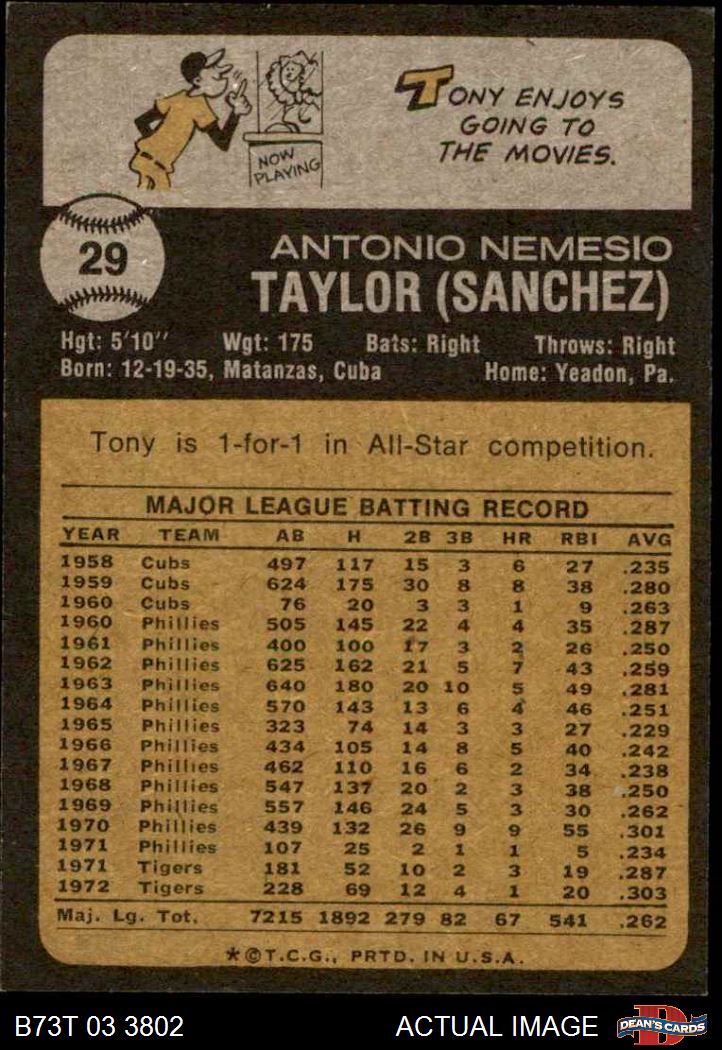 TONY ENJOYS
GOING TO
THE MOVIES.
NOW
PLAYING
29
ANTONIO NEMESIO
TAYLOR (SANCHEZ)
Hgt: 5'10" Wgt: 175 Bats: Right Throws: Right
Born: 12-19-35, Matanzas, Cuba Home: Yeadon, Pa.
Tony is 1-for-1 in All-Star competition.
MAJOR LEAGUE BATTING RECORD
YEAR TEAM AB H 2B 3B HR RBI AVG
1958 Cubs 497 117 15 3 6 27 .235
1959 Cubs 624 175 30 8 8 38 .280
1960 Cubs 76 20 3 3 1 9 .263
1960 Phillies 505 145 22 4 4 35 .287
1961 Phillies 400 100 17 3 2 26 .250
1962 Phillies 625 162 21 5 7 43 .259
1963 Phillies 640 180 20 10 5 49 .281
1964 Phillies 570 143 13 6 4 46 .251
1965 Phillies 323 74 14 3 3 27 .229
1966 Phillies 434 105 14 8 5 40 .242
1967 Phillies 462 110 16 6 2 34 .238
1968 Phillies 547 137 20 2 3 38 .250
1969 Phillies 557 146 24 5 3 30 .262
1970 Phillies 439 132 26 9 9 55 .301
1971 Phillies 107 25 2 1 1 5 .234
1971 Tigers 181 52 10 2 3 19 .287
1972 Tigers 228 69 12 4 1 20 .303
Maj. Lg. Tot. 7215 1892 279 82 67 541 .262
*©T.C.G., PRTD. IN U.S.A.
B73T 03 3802 ACTUAL IMAGE DEAN'S CARDS